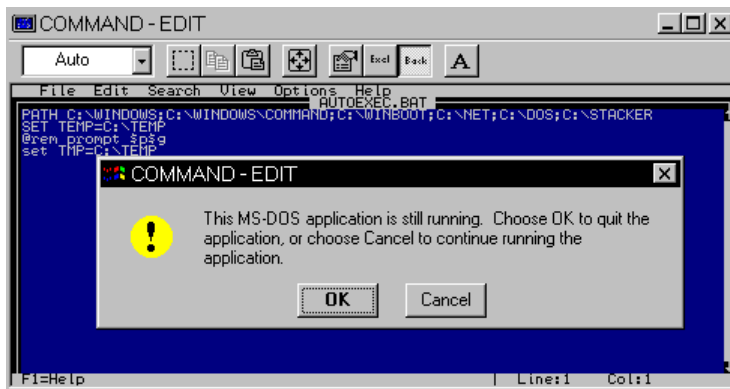 COMMAND - EDIT
Auto Excl Back A
File Edit Search View Options Help
AUTOEXEC.BAT
PATH C:\WINDOWS;C:\WINDOWS\COMMAND;C:\WINBOOT;C:\NET;C:\DOS;C:\STACKER
SET TEMP=C:\TEMP
@rem prompt $p$g
set TMP=C:\TEMP
COMMAND - EDIT
This MS-DOS application is still running. Choose OK to quit the
application, or choose Cancel to continue running the
application.
OK Cancel
F1=Help Line:1 Col:1